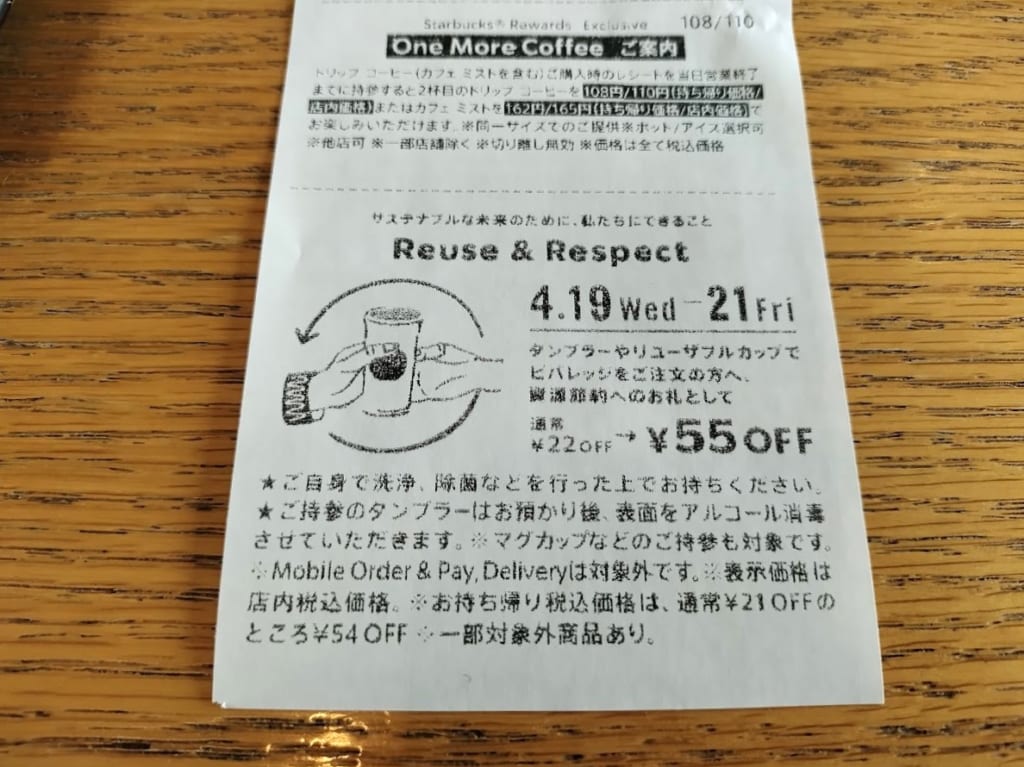 Starbucks® Rewards Exclusive 108/110
One More Coffee ご案内
ドリップ コーヒー(カフェ ミストを含む)ご購入時のレシートを当日営業終了
までに持参すると2杯目のドリップ コーヒーを108円/110円(持ち帰り価格/
店内価格)またはカフェ ミストを162円/165円(持ち帰り価格/店内価格)で
お楽しみいただけます。※同一サイズでのご提供※ホット/アイス選択可
※他店可 ※一部店舗除く ※切り離し無効 ※価格は全て税込価格
サステナブルな未来のために、私たちにできること
Reuse & Respect
4.19 Wed - 21 Fri
タンブラーやリユーザブルカップで
ビバレッジをご注文の方へ、
資源節約へのお礼として
通常
¥22OFF → ¥55OFF
★ご自身で洗浄、除菌などを行った上でお持ちください。
★ご持参のタンブラーはお預かり後、表面をアルコール消毒
させていただきます。※マグカップなどのご持参も対象です。
※Mobile Order & Pay, Deliveryは対象外です。※表示価格は
店内税込価格。※お持ち帰り税込価格は、通常¥21OFFの
ところ¥54OFF ※一部対象外商品あり。